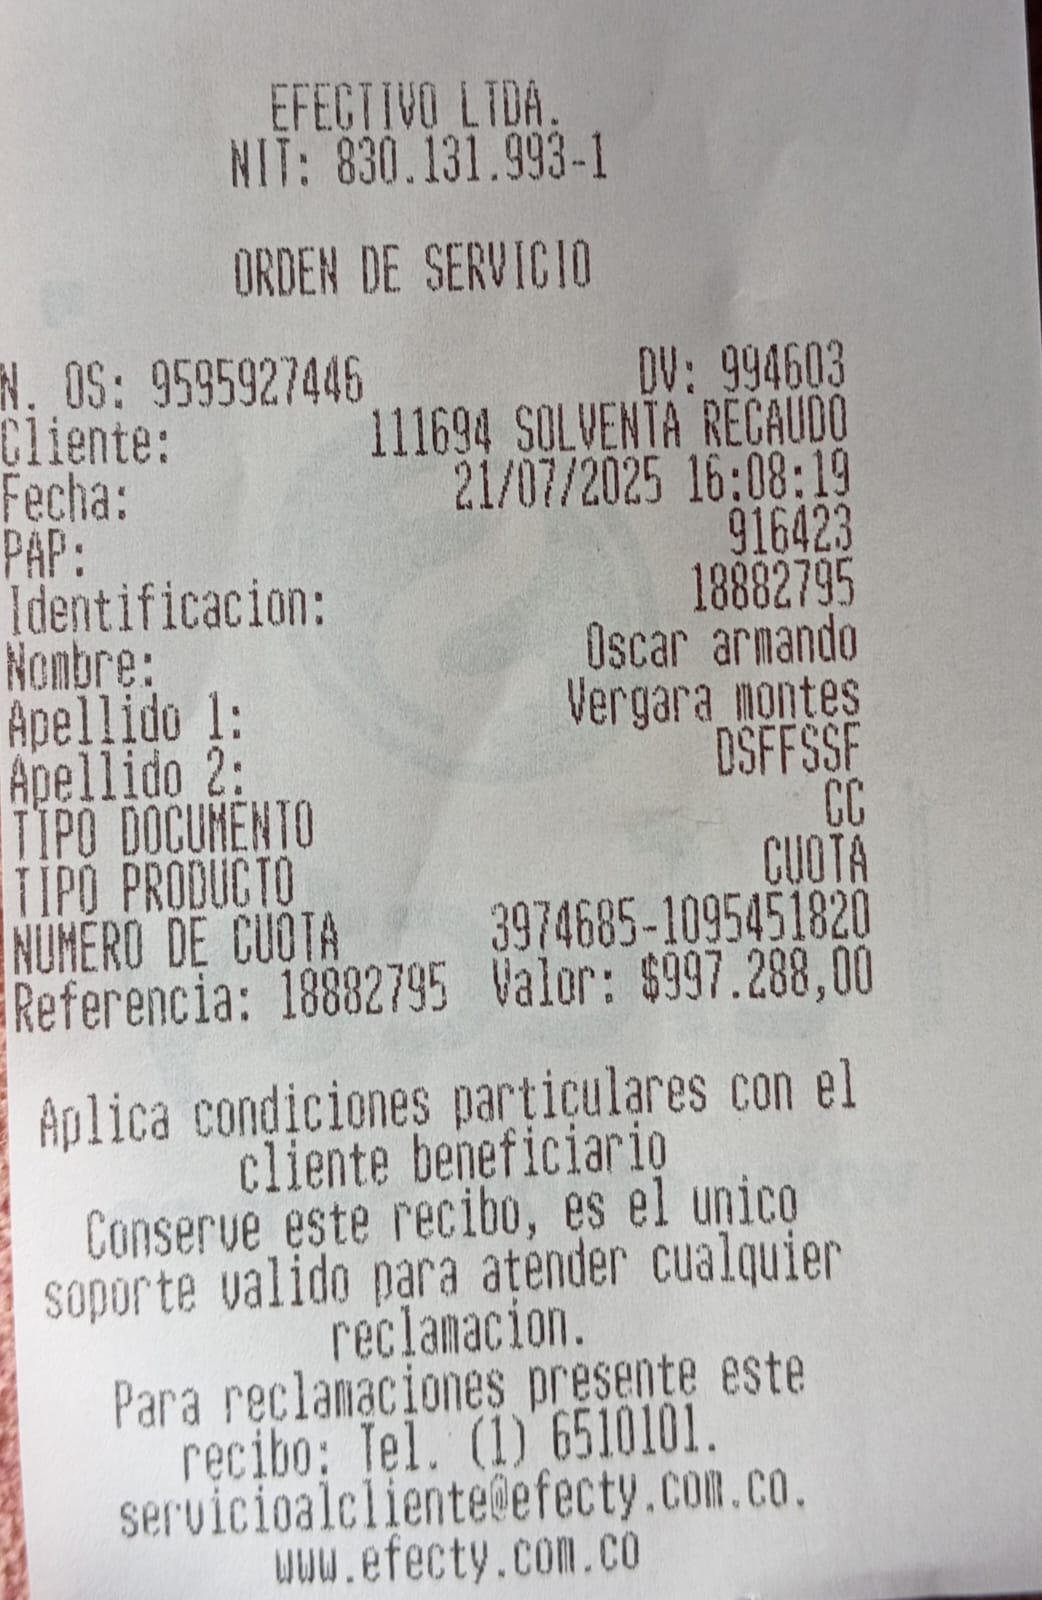 EFECTIVO LTDA.
NIT: 830.131.993-1
ORDEN DE SERVICIO
N. OS: 9595927446 DV: 994603
Cliente: 111694 SOLVENTA RECAUDO
Fecha: 21/07/2025 16:08:19
PAP: 916423
Identificacion: 18882795
Nombre: Oscar armando
Apellido 1: Vergara montes
Apellido 2: DSFFSSF
TIPO DOCUMENTO CC
TIPO PRODUCTO CUOTA
NUMERO DE CUOTA 3974685-1095451820
Referencia: 18882795 Valor: $997.288,00
Aplica condiciones particulares con el
cliente beneficiario
Conserve este recibo, es el unico
soporte valido para atender cualquier
reclamacion.
Para reclamaciones presente este
recibo: Tel. (1) 6510101.
servicioalcliente@efecty.com.co.
www.efecty.com.co